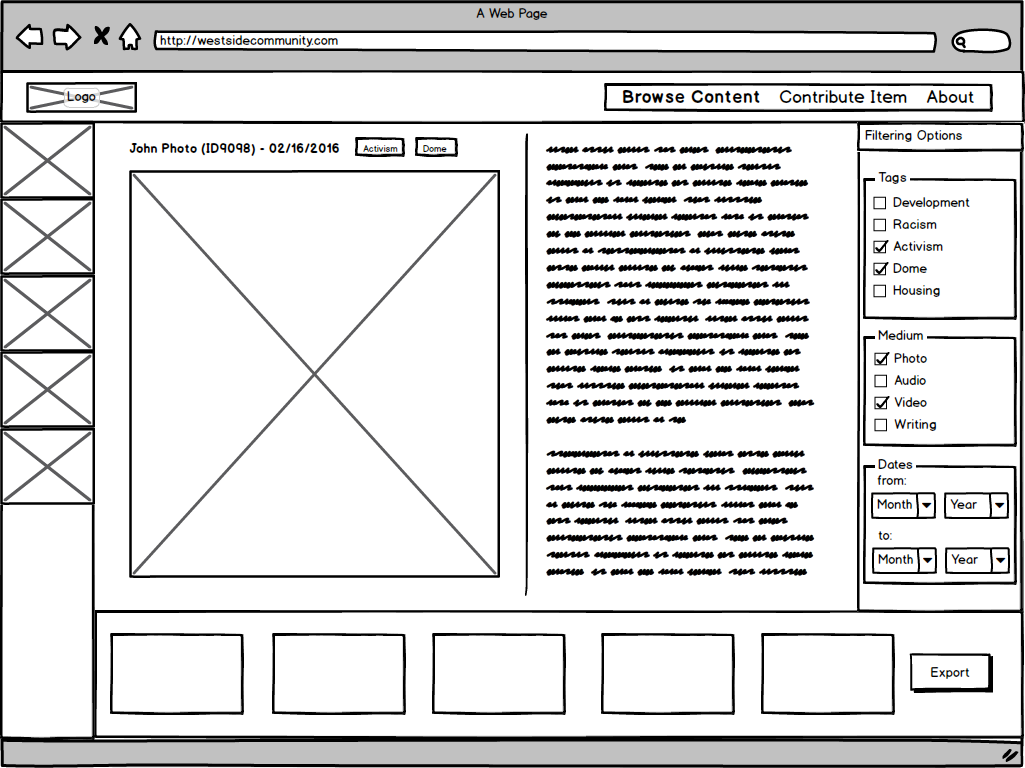 A Web Page
http://westsidecommunity.com
Logo
Browse Content Contribute Item About
John Photo (ID9098) - 02/16/2016 Activism Dome
Filtering Options
Tags
Development
Racism
Activism
Dome
Housing
Medium
Photo
Audio
Video
Writing
Dates
from:
Month Year
to:
Month Year
Export